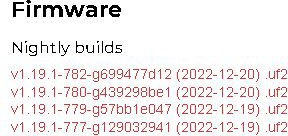 Firmware
Nightly builds
v1.19.1-782-g699477d12 (2022-12-20) .uf2
v1.19.1-780-g439298be1 (2022-12-20) .uf2
v1.19.1-779-g57bb1e047 (2022-12-19) .uf2
v1.19.1-777-g129032941 (2022-12-19) .uf2